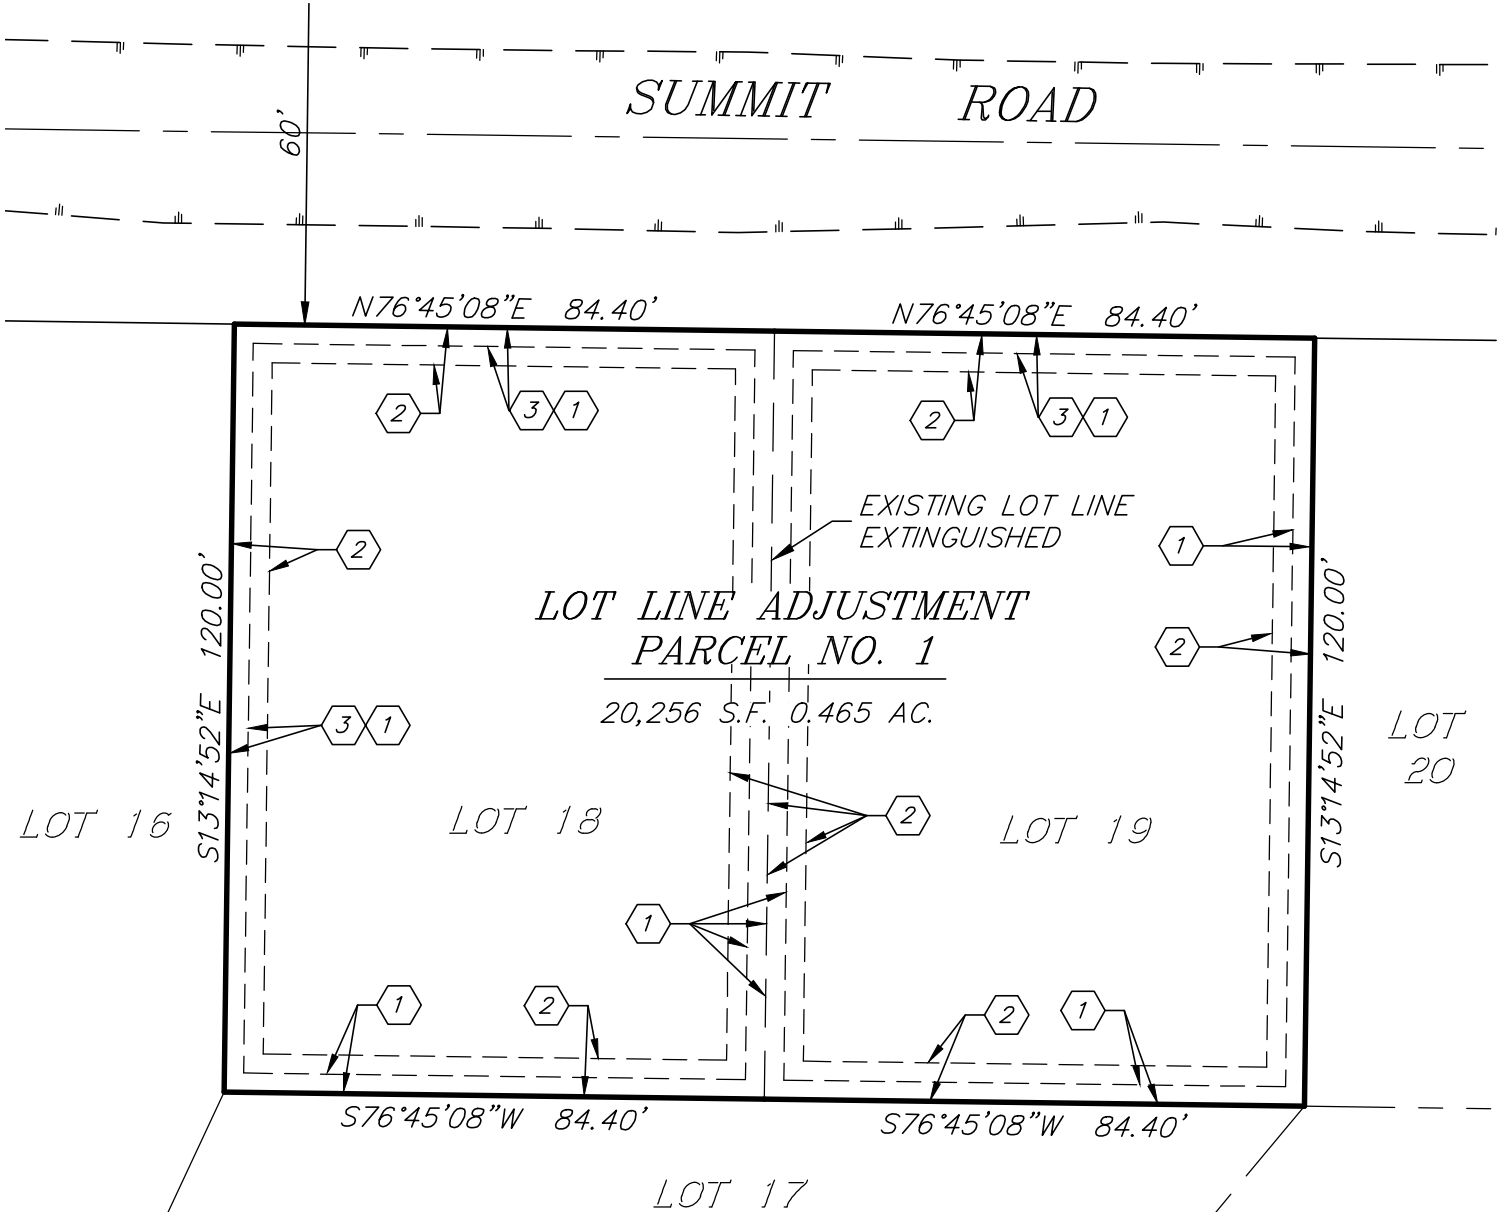 SUMMIT ROAD
60'
N76°45'08"E 84.40'
N76°45'08"E 84.40'
2
3 1
2
3 1
EXISTING LOT LINE
EXTINGUISHED
2
1
S13°14'52"E 120.00'
LOT LINE ADJUSTMENT
PARCEL NO. 1
20,256 S.F. 0.465 AC.
2
S13°14'52"E 120.00'
3 1
LOT
20
LOT 16
LOT 18
2
LOT 19
1
1
2
2
1
S76°45'08"W 84.40'
S76°45'08"W 84.40'
LOT 17